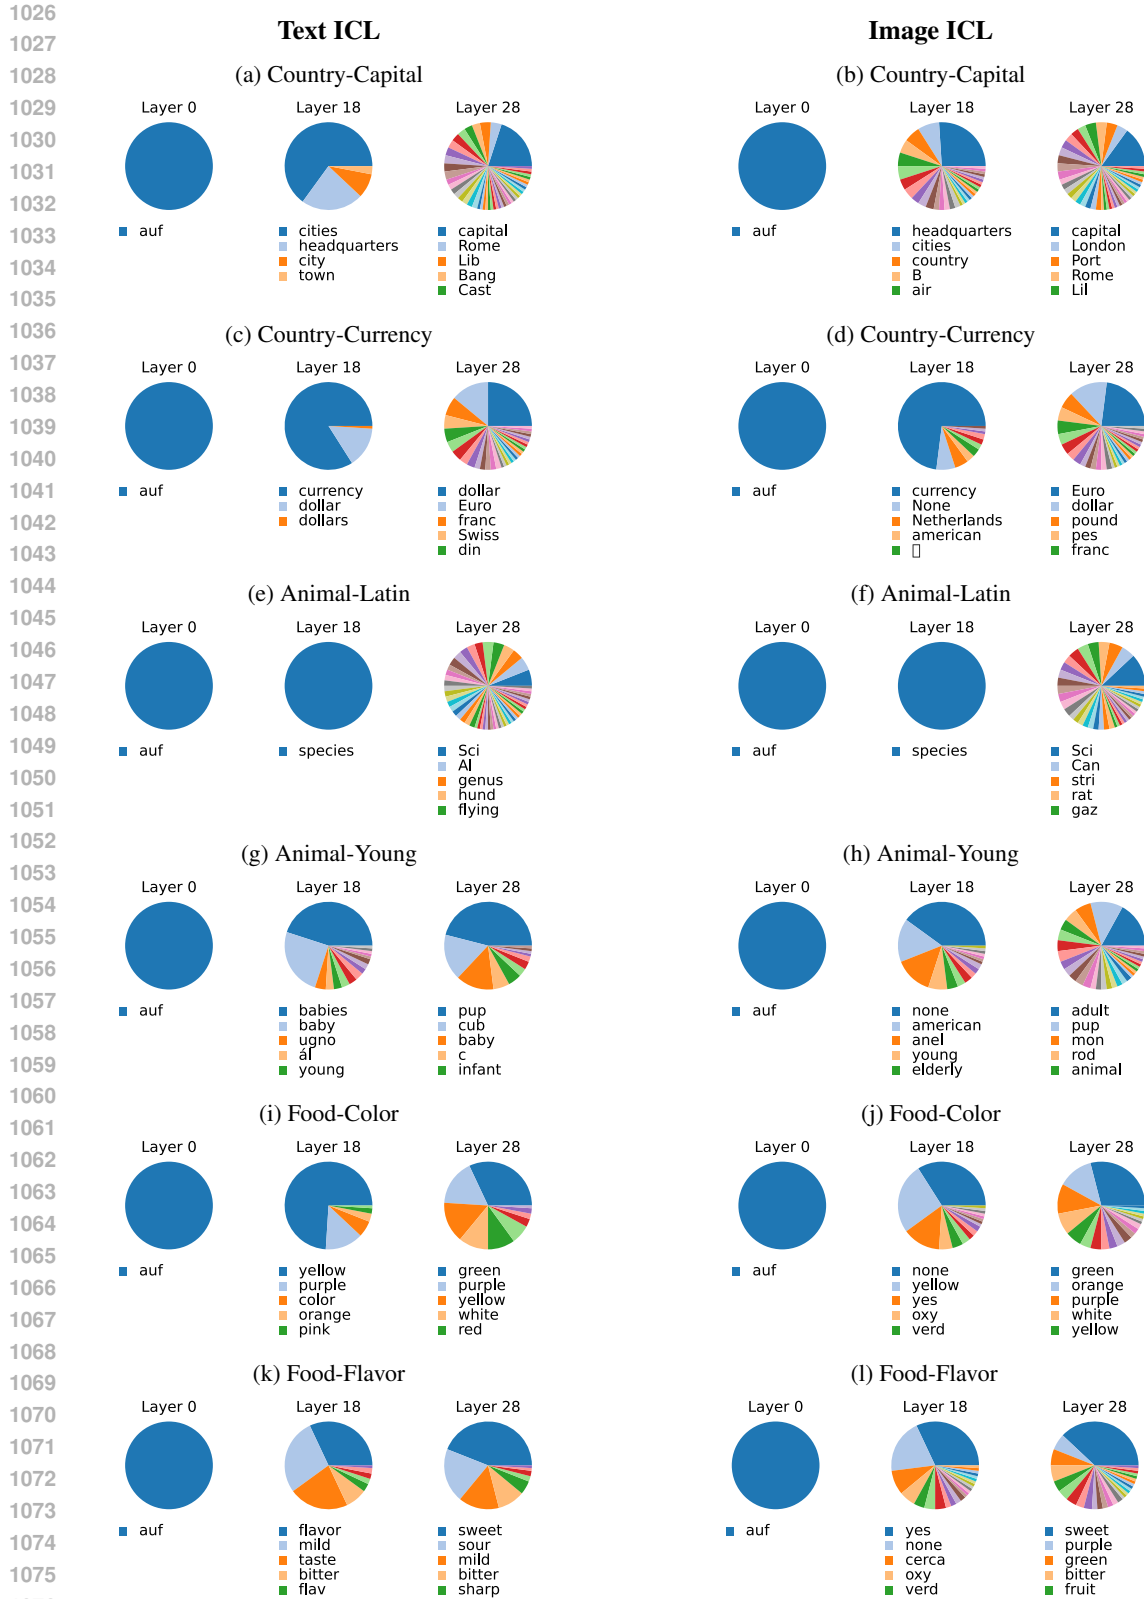 1026
1027
1028
1029
1030
1031
1032
1033
1034
1035
1036
1037
1038
1039
1040
1041
1042
1043
1044
1045
1046
1047
1048
1049
1050
1051
1052
1053
1054
1055
1056
1057
1058
1059
1060
1061
1062
1063
1064
1065
1066
1067
1068
1069
1070
1071
1072
1073
1074
1075
Text ICL
Image ICL
(a) Country-Capital
Layer 0
Layer 18
Layer 28
auf
cities
headquarters
city
town
capital
Rome
Lib
Bang
Cast
(b) Country-Capital
Layer 0
Layer 18
Layer 28
auf
headquarters
cities
country
B
air
capital
London
Port
Rome
Lil
(c) Country-Currency
Layer 0
Layer 18
Layer 28
auf
currency
dollar
dollars
dollar
Euro
franc
Swiss
din
(d) Country-Currency
Layer 0
Layer 18
Layer 28
auf
currency
None
Netherlands
american
Euro
dollar
pound
pes
franc
(e) Animal-Latin
Layer 0
Layer 18
Layer 28
auf
species
Sci
Al
genus
hund
flying
(f) Animal-Latin
Layer 0
Layer 18
Layer 28
auf
species
Sci
Can
stri
rat
gaz
(g) Animal-Young
Layer 0
Layer 18
Layer 28
auf
babies
baby
ugno
ál
young
pup
cub
baby
c
infant
(h) Animal-Young
Layer 0
Layer 18
Layer 28
auf
none
american
anel
young
elderly
adult
pup
mon
rod
animal
(i) Food-Color
Layer 0
Layer 18
Layer 28
auf
yellow
purple
color
orange
pink
green
purple
yellow
white
red
(j) Food-Color
Layer 0
Layer 18
Layer 28
auf
none
yellow
yes
oxy
verd
green
orange
purple
white
yellow
(k) Food-Flavor
Layer 0
Layer 18
Layer 28
auf
flavor
mild
taste
bitter
flav
sweet
sour
mild
bitter
sharp
(l) Food-Flavor
Layer 0
Layer 18
Layer 28
auf
yes
none
cerca
oxy
verd
sweet
purple
green
bitter
fruit